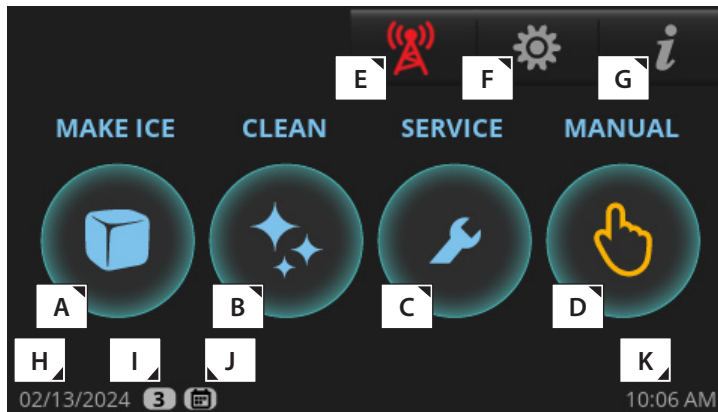 E F G
MAKE ICE CLEAN SERVICE MANUAL
A B C D
H I J K
02/13/2024 3 10:06 AM